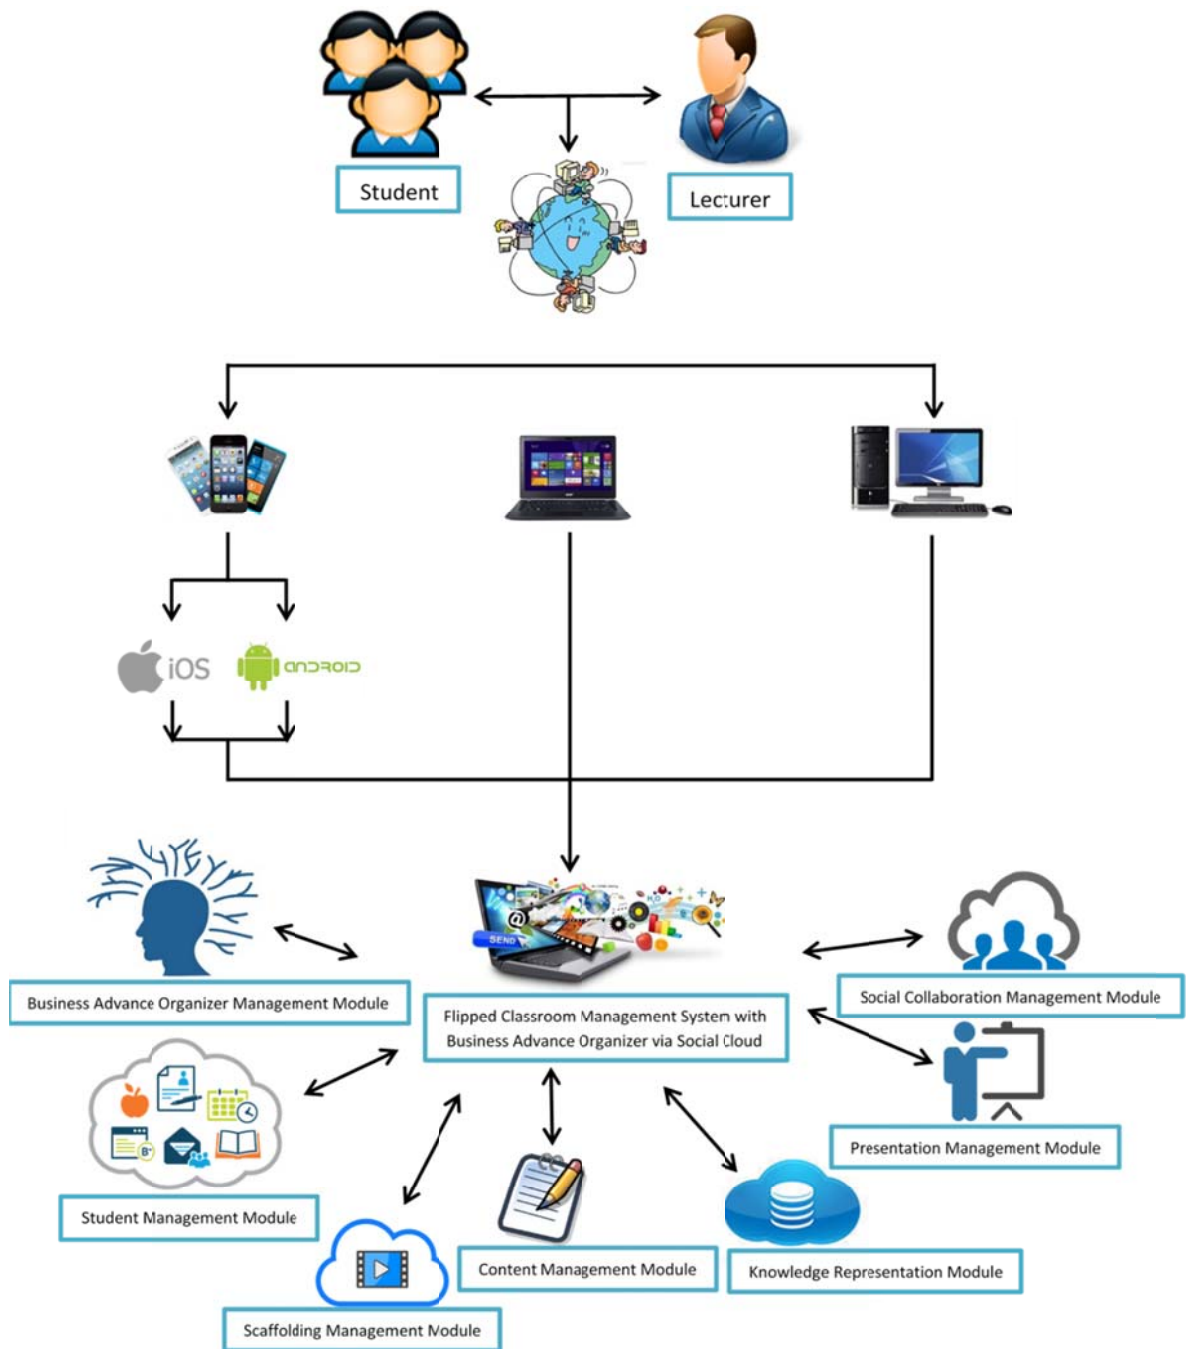 Student
Lecturer
iOS
ANDROID
SEND
Business Advance Organizer Management Module
Flipped Classroom Management System with
Business Advance Organizer via Social Cloud
Social Collaboration Management Module
Presentation Management Module
Student Management Module
Content Management Module
Knowledge Representation Module
Scaffolding Management Module